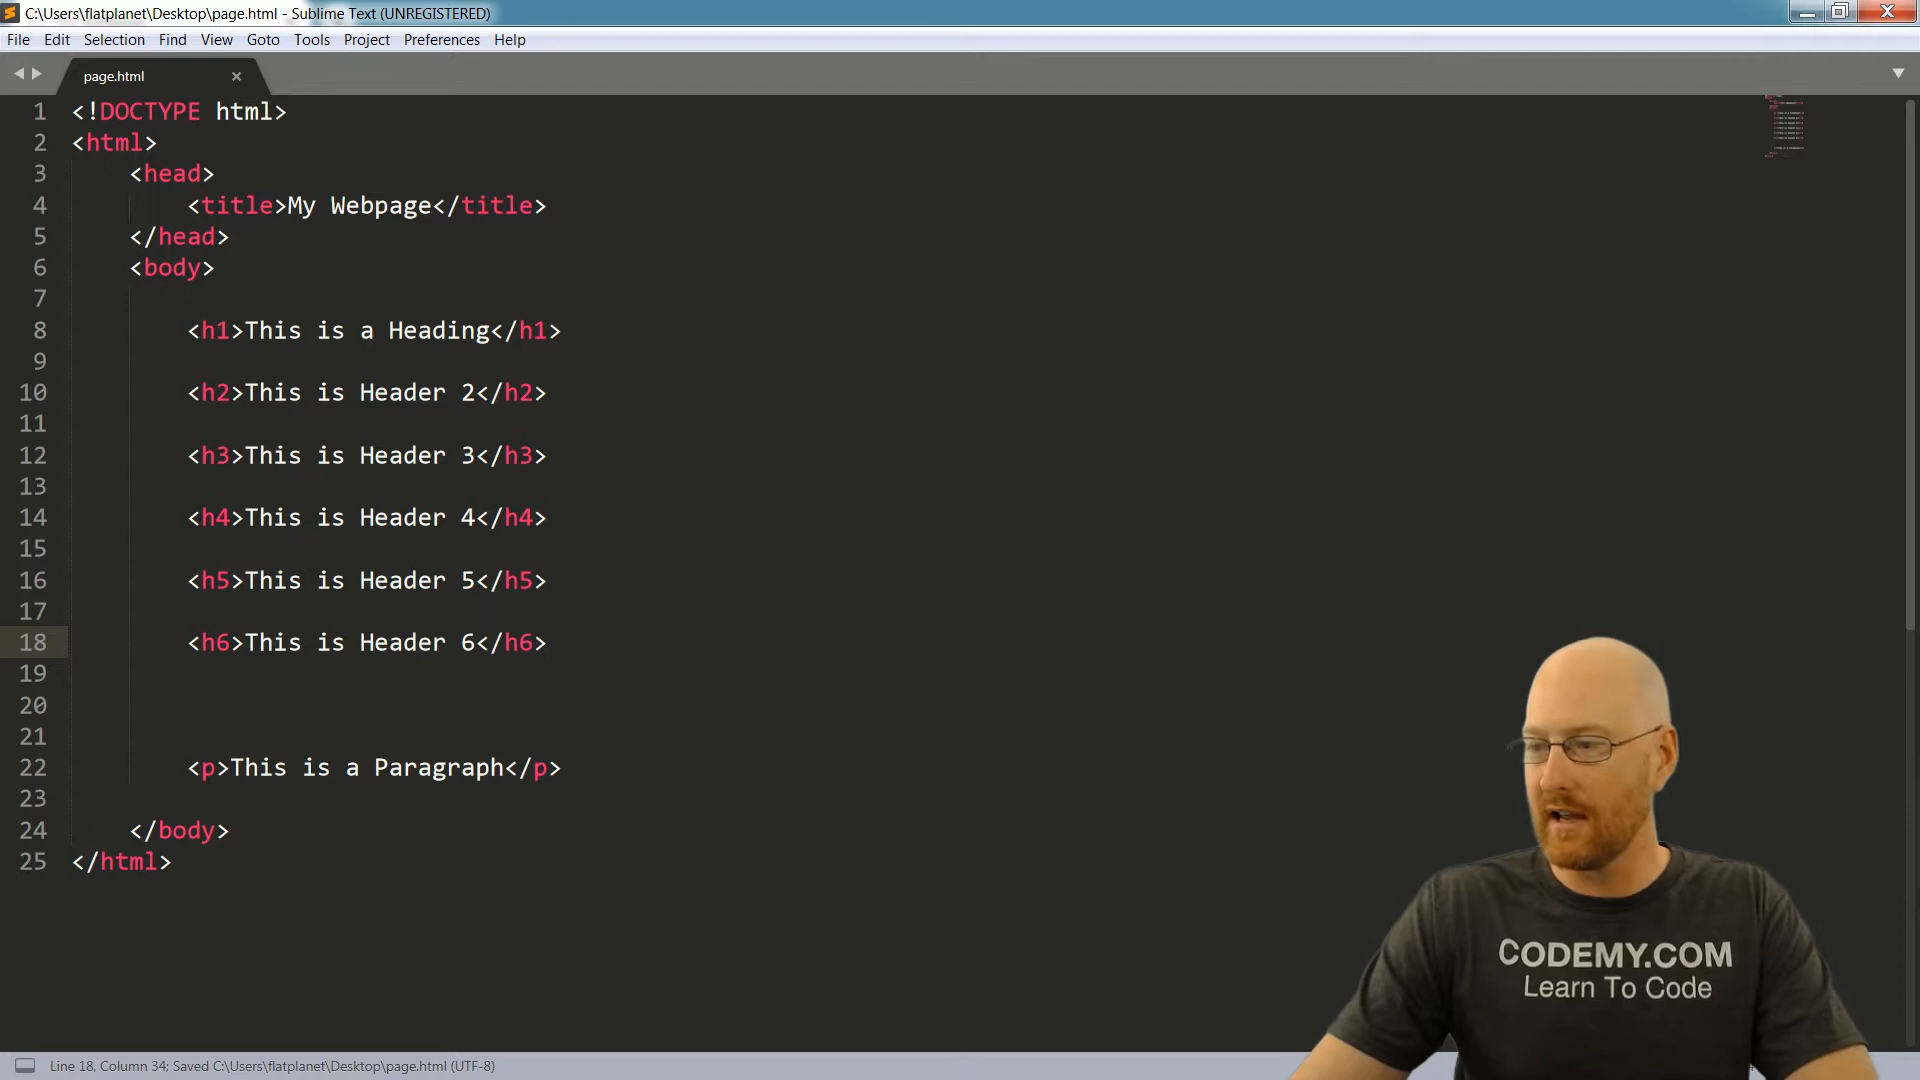 C:\Users\flatplanet\Desktop\page.html - Sublime Text (UNREGISTERED)
File Edit Selection Find View Goto Tools Project Preferences Help
page.html
1 <!DOCTYPE html>
2 <html>
3 <head>
4 <title>My Webpage</title>
5 </head>
6 <body>
7
8 <h1>This is a Heading</h1>
9
10 <h2>This is Header 2</h2>
11
12 <h3>This is Header 3</h3>
13
14 <h4>This is Header 4</h4>
15
16 <h5>This is Header 5</h5>
17
18 <h6>This is Header 6</h6>
19
20
21
22 <p>This is a Paragraph</p>
23
24 </body>
25 </html>
CODEMY.COM
Learn To Code
Line 18, Column 34; Saved C:\Users\flatplanet\Desktop\page.html (UTF-8)